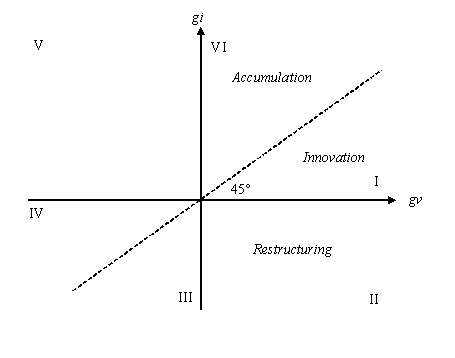 gi
V
VI
Accumulation
Innovation
I
45°
gv
IV
Restructuring
III
II